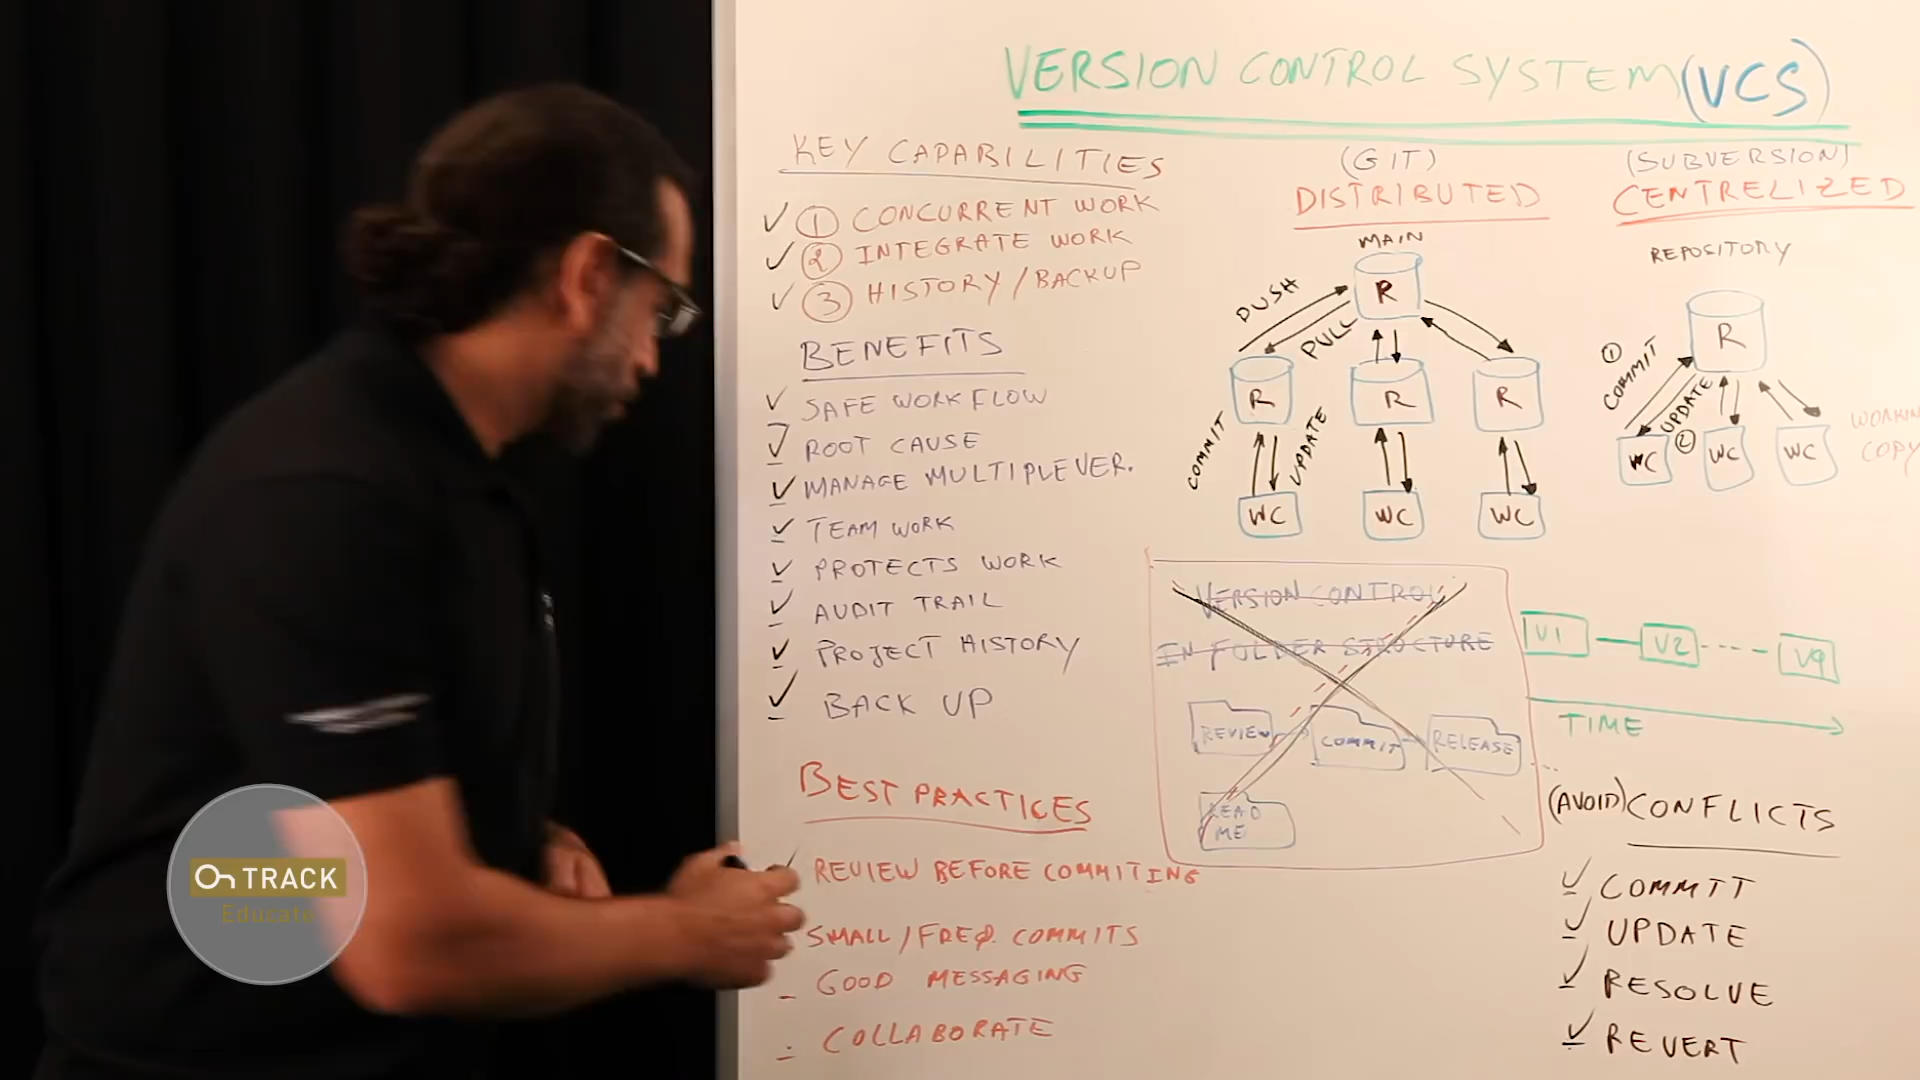 VERSION CONTROL SYSTEM (VCS)
KEY CAPABILITIES
✓ ① CONCURRENT WORK
✓ ② INTEGRATE WORK
✓ ③ HISTORY/BACKUP
BENEFITS
✓ SAFE WORKFLOW
✓ ROOT CAUSE
✓ MANAGE MULTIPLE VER.
✓ TEAM WORK
✓ PROTECTS WORK
✓ AUDIT TRAIL
✓ PROJECT HISTORY
✓ BACK UP
BEST PRACTICES
✓ REVIEW BEFORE COMMITING
- SMALL/FREQ. COMMITS
- GOOD MESSAGING
- COLLABORATE
(GIT)
DISTRIBUTED
MAIN
R
PUSH
PULL
R R R
COMMIT
UPDATE
WC WC WC
(SUBVERSION)
CENTRELIZED
REPOSITORY
R
① COMMIT
UPDATE ②
WC WC WC
WORKIN
COPY
VERSION CONTROL
IN FOLDER STRUCTURE
REVIEW COMMIT RELEASE
READ
ME
V1 V2 V9
TIME
(AVOID) CONFLICTS
✓ COMMIT
✓ UPDATE
✓ RESOLVE
✓ REVERT
On TRACK
Educate